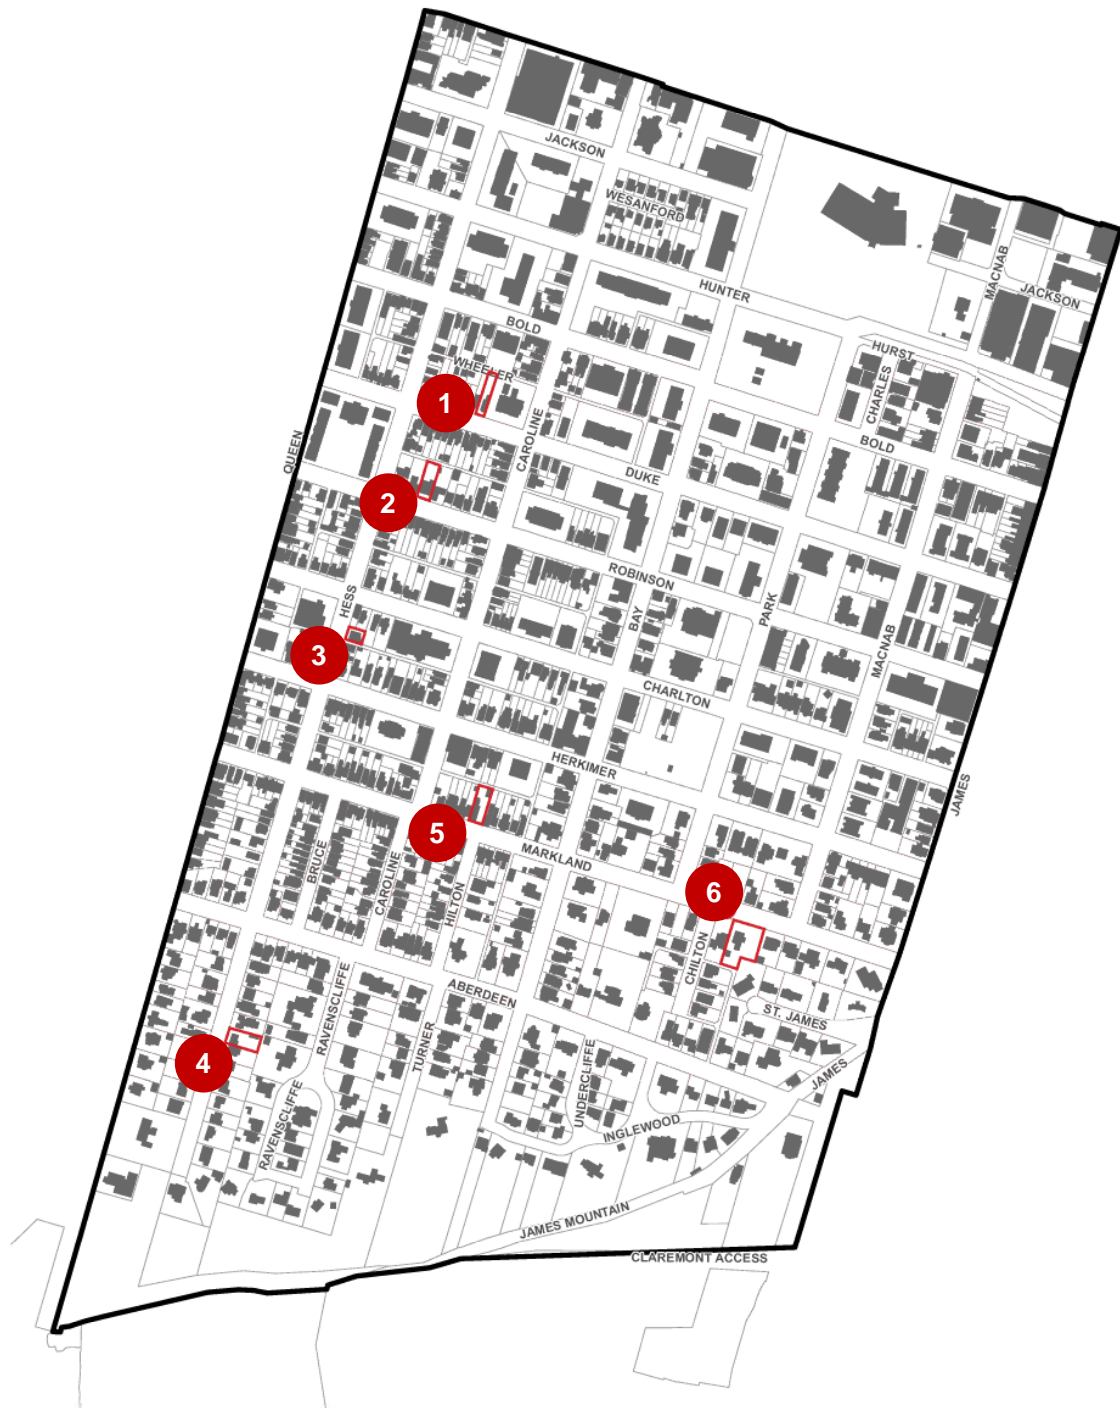 JACKSON
WESANFORD
MACNAB
JACKSON
HUNTER
BOLD
HURST
WHEELER
CHARLES
1
CAROLINE
QUEEN
BOLD
DUKE
2
ROBINSON
HESS
BAY
PARK
3
MACNAB
CHARLTON
HERKIMER
JAMES
5
MARKLAND
BRUCE
CAROLINE
HILTON
6
CHILTON
ABERDEEN
RAVENSCLIFFE
ST. JAMES
TURNER
4
UNDERCLIFFE
JAMES
RAVENSCLIFFE
INGLEWOOD
JAMES MOUNTAIN
CLAREMONT ACCESS